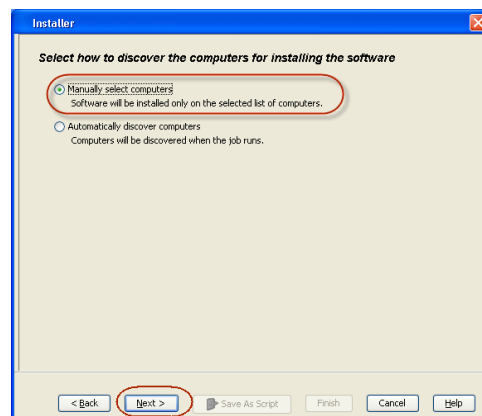 Installer
Select how to discover the computers for installing the software
Manually select computers
Software will be installed only on the selected list of computers.
Automatically discover computers
Computers will be discovered when the job runs.
< Back
Next >
Save As Script
Finish
Cancel
Help